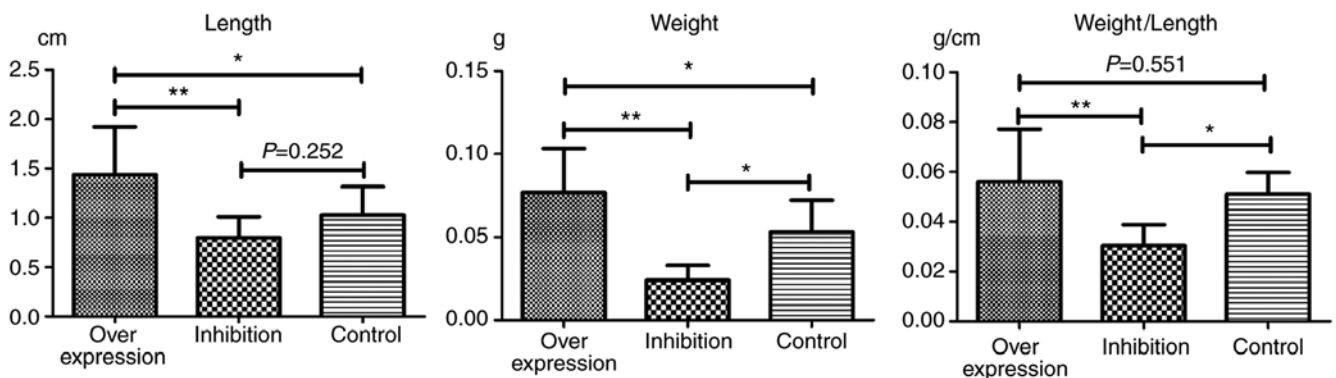 Length
cm
2.5
2.0
1.5
1.0
0.5
0.0
*
**
P=0.252
Over
expression
Inhibition
Control
Weight
g
0.15
0.10
0.05
0.00
*
**
*
Over
expression
Inhibition
Control
Weight/Length
g/cm
0.10
0.08
0.06
0.04
0.02
0.00
P=0.551
**
*
Over
expression
Inhibition
Control